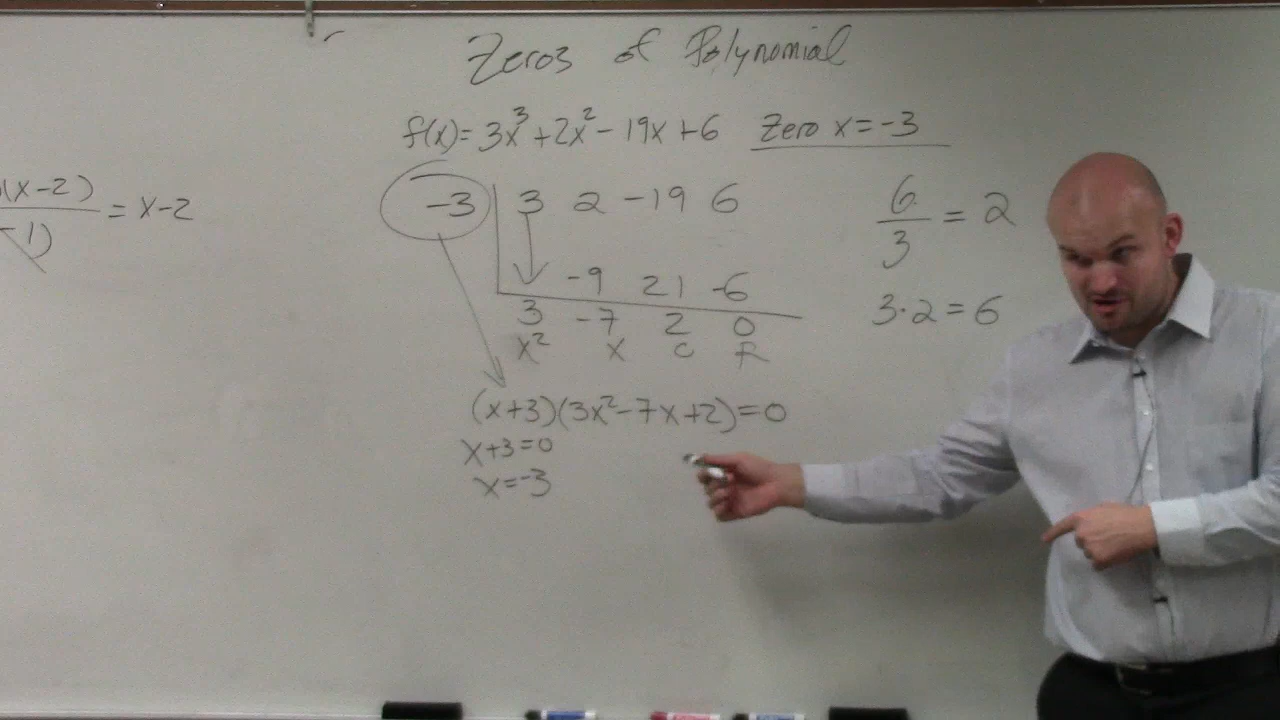 Zeros of Polynomial
f(x)= 3x³+2x²-19x+6 Zero x=-3
(x-2) = x-2
-1)
-3 3 2 -19 6
-9 21 -6
3 -7 2 0
x² x C R
6/3 = 2
3·2=6
(x+3)(3x²-7x+2)=0
x+3=0
x=-3